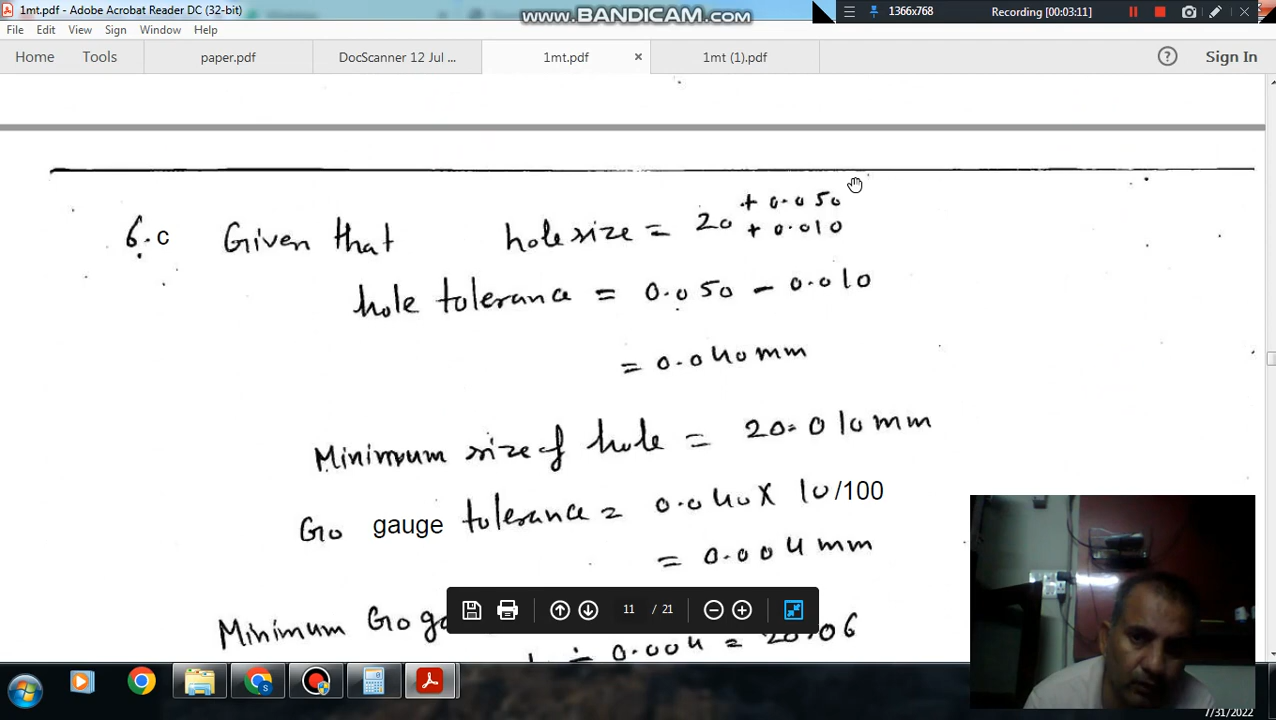 1mt.pdf - Adobe Acrobat Reader DC (32-bit)
www.BANDICAM.com
1366x768
Recording [00:03:11]
File Edit View Sign Window Help
Home Tools paper.pdf DocScanner 12 Jul ... 1mt.pdf × 1mt (1).pdf ? Sign In
6.c Given that hole size = 20 + 0.050
+ 0.010
hole tolerance = 0.050 - 0.010
= 0.040mm
Minimum size of hole = 20.010mm
Go gauge tolerance = 0.040 X 10/100
= 0.004 mm
11 / 21
Minimum Go
0.004 = 20.06
7/31/2022